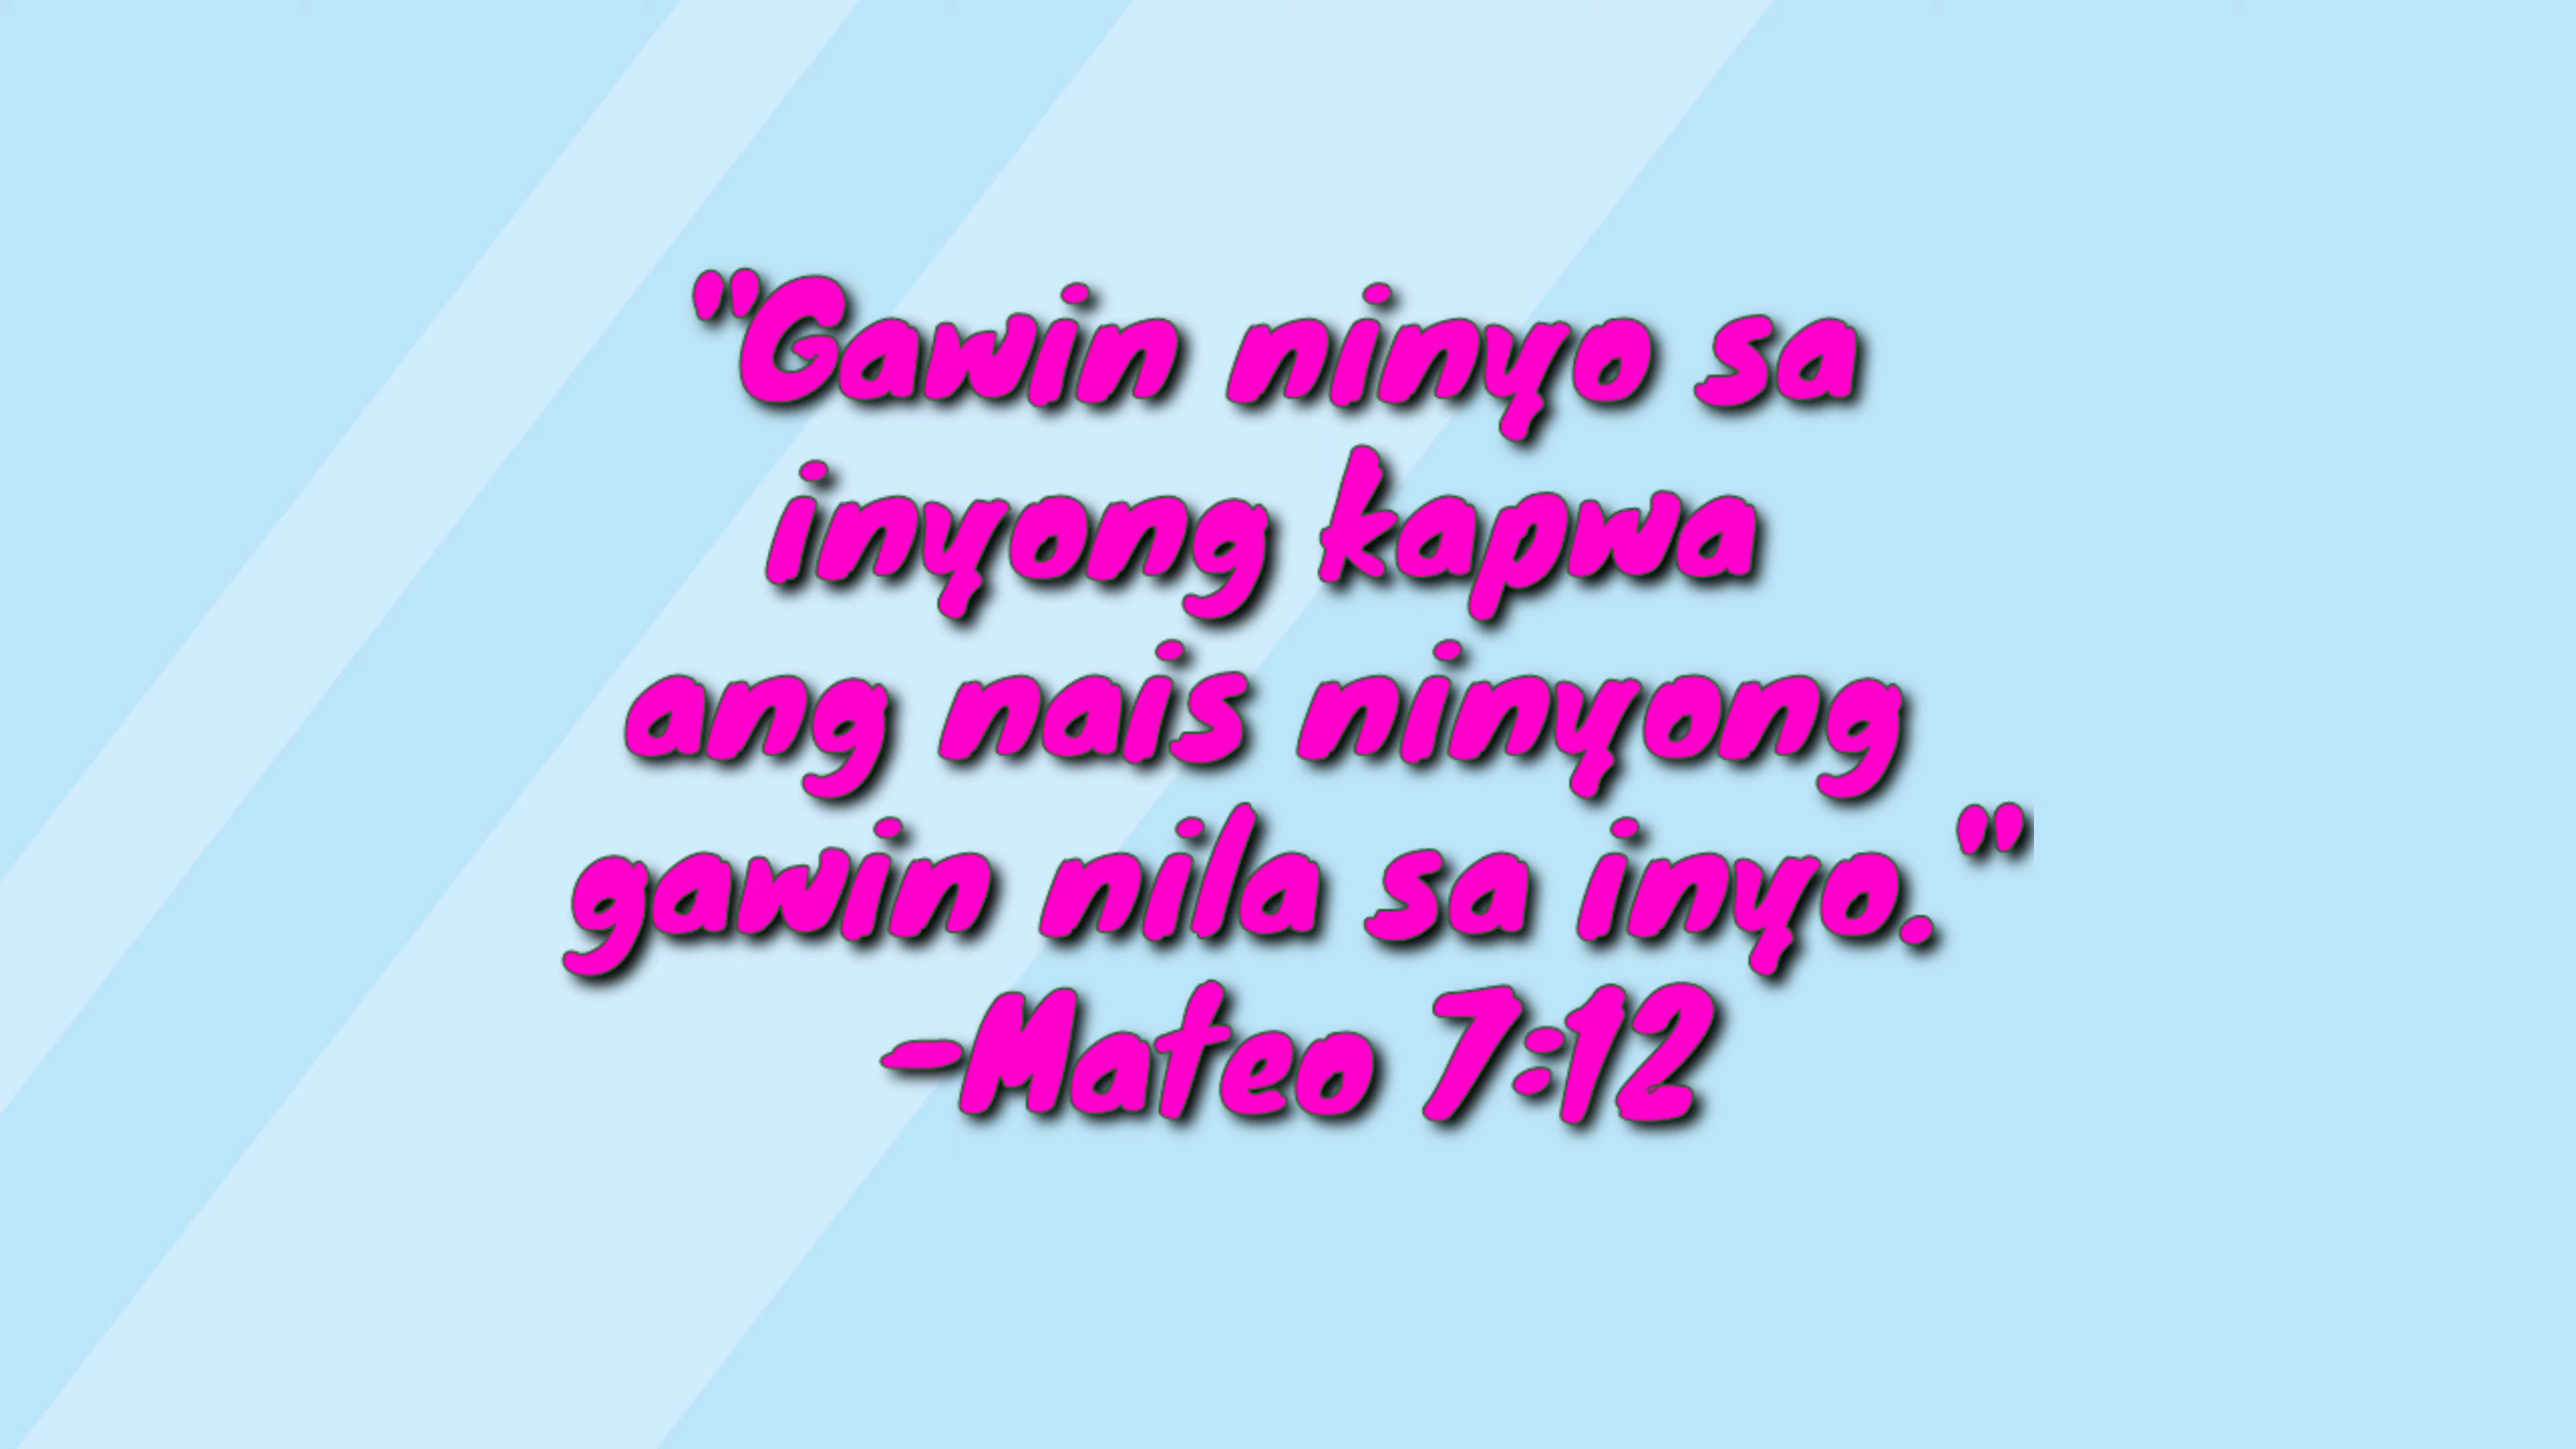 "Gawin ninyo sa
inyong kapwa
ang nais ninyong
gawin nila sa inyo."
-Mateo 7:12